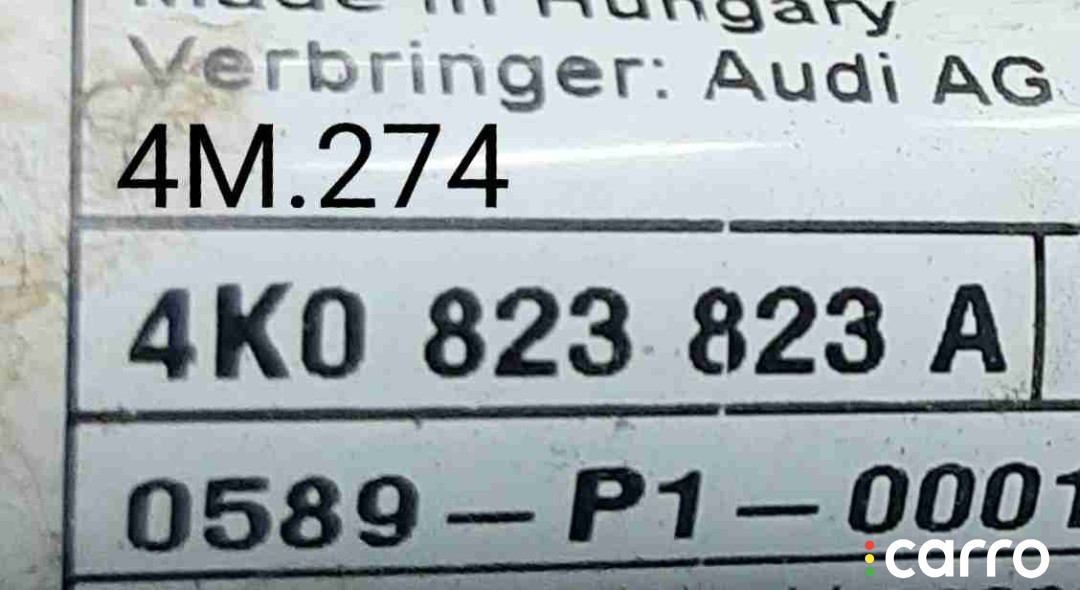 Made in Hungary
Verbringer: Audi AG
4M.274
4K0 823 823 A
0589-P1-0001
carro